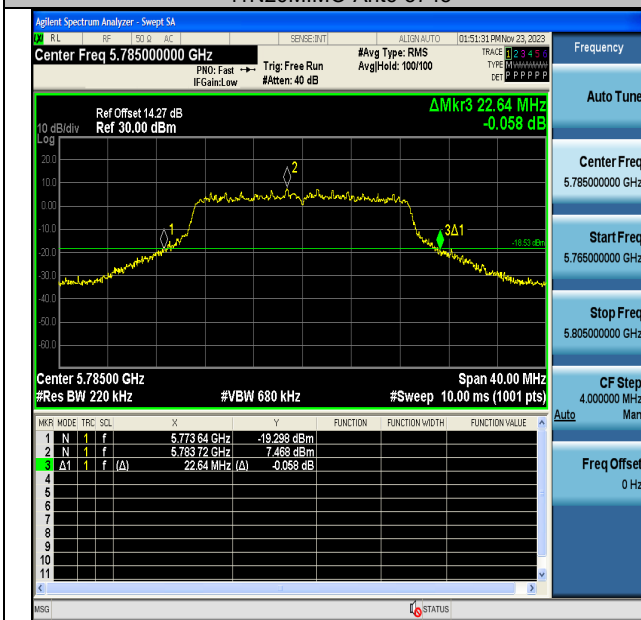 Agilent Spectrum Analyzer - Swept SA
RL RF 50 Ω AC SENSE:INT ALIGN AUTO 01:51:31 PM Nov 23, 2023
Center Freq 5.785000000 GHz #Avg Type: RMS TRACE 1 2 3 4 5 6
PNO: Fast Trig: Free Run Avg|Hold: 100/100 TYPE M
IFGain:Low #Atten: 40 dB DET P P P P P P
Ref Offset 14.27 dB ΔMkr3 22.64 MHz
10 dB/div Ref 30.00 dBm -0.058 dB
Log
20.0
10.0
0.00
-10.0
-20.0
-30.0
-40.0
-50.0
-60.0
1
2
3Δ1
-18.53 dBm
Center 5.78500 GHz Span 40.00 MHz
#Res BW 220 kHz #VBW 680 kHz #Sweep 10.00 ms (1001 pts)
MKR MODE TRC SCL X Y FUNCTION FUNCTION WIDTH FUNCTION VALUE
1 N 1 f 5.773 64 GHz -19.298 dBm
2 N 1 f 5.783 72 GHz 7.468 dBm
3 Δ1 1 f (Δ) 22.64 MHz (Δ) -0.058 dB
4
5
6
7
8
9
10
11
MSG STATUS
Frequency
Auto Tune
Center Freq
5.785000000 GHz
Start Freq
5.765000000 GHz
Stop Freq
5.805000000 GHz
CF Step
4.000000 MHz
Auto Man
Freq Offset
0 Hz